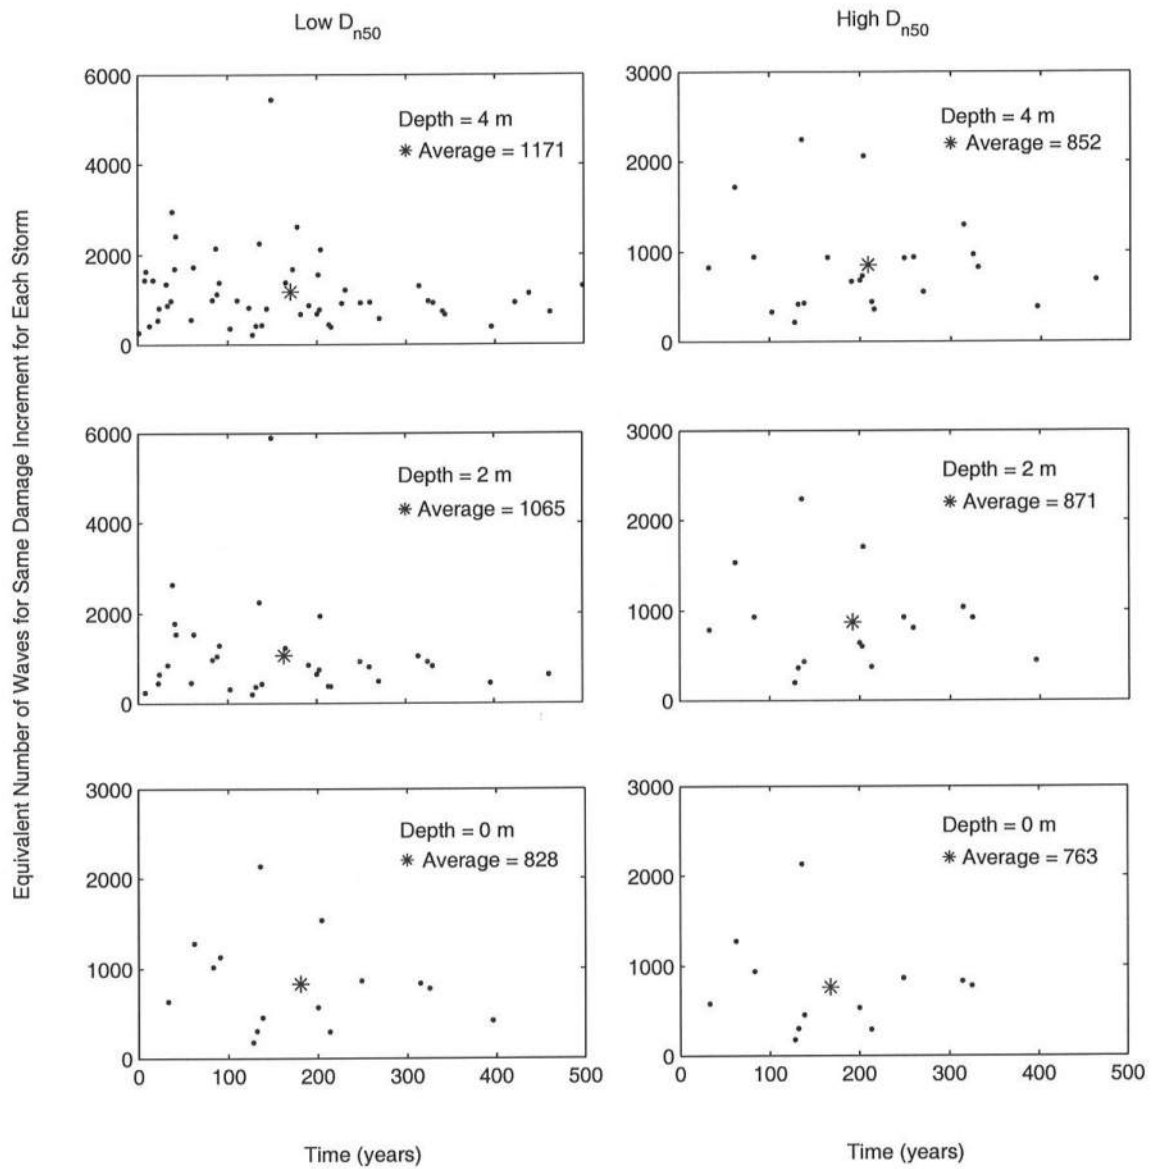 Low Dn50
High Dn50
Equivalent Number of Waves for Same Damage Increment for Each Storm
6000
4000
2000
0
Depth = 4 m
✳ Average = 1171
3000
2000
1000
0
Depth = 4 m
✳ Average = 852
6000
4000
2000
0
Depth = 2 m
✳ Average = 1065
3000
2000
1000
0
Depth = 2 m
✳ Average = 871
3000
2000
1000
0
Depth = 0 m
✳ Average = 828
0 100 200 300 400 500
Time (years)
3000
2000
1000
0
Depth = 0 m
✳ Average = 763
0 100 200 300 400 500
Time (years)